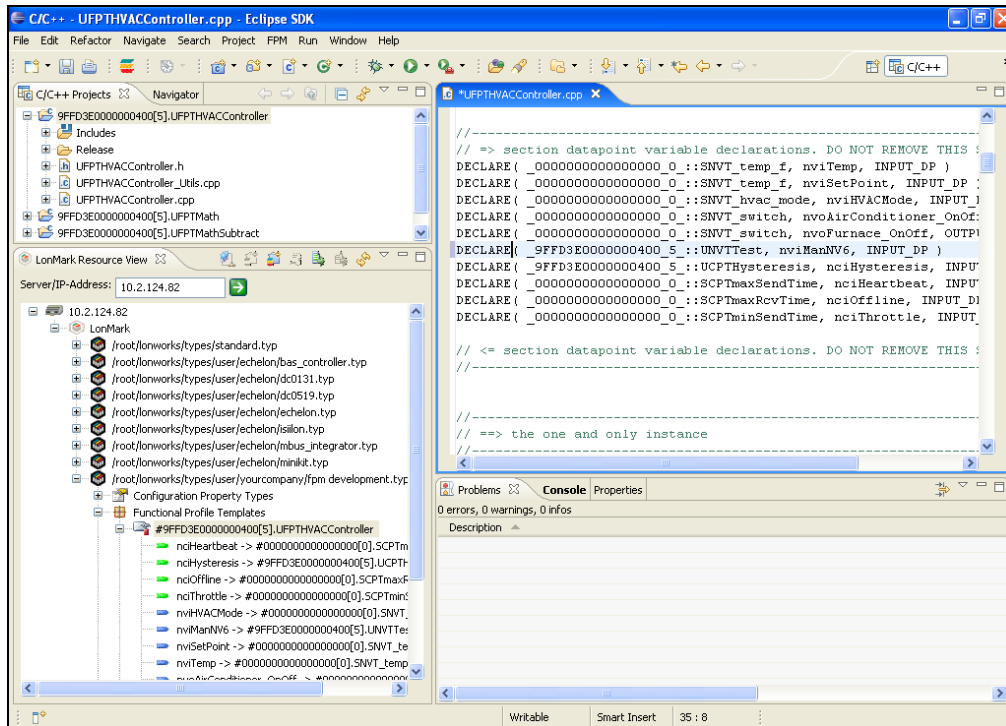 C/C++ - UFPTHVACController.cpp - Eclipse SDK
File Edit Refactor Navigate Search Project FPM Run Window Help
C/C++
C/C++ Projects Navigator
9FFD3E0000000400[5].UFPTHVACController
Includes
Release
UFPTHVACController.h
UFPTHVACController_Utils.cpp
UFPTHVACController.cpp
9FFD3E0000000400[5].UFPTMath
9FFD3E0000000400[5].UFPTMathSubtract
LonMark Resource View
Server/IP-Address: 10.2.124.82
10.2.124.82
LonMark
/root/lonworks/types/standard.typ
/root/lonworks/types/user/echelon/bas_controller.typ
/root/lonworks/types/user/echelon/dc0131.typ
/root/lonworks/types/user/echelon/dc0519.typ
/root/lonworks/types/user/echelon/echelon.typ
/root/lonworks/types/user/echelon/isiilon.typ
/root/lonworks/types/user/echelon/mbus_integrator.typ
/root/lonworks/types/user/echelon/minikit.typ
/root/lonworks/types/user/yourcompany/fpm development.typ
Configuration Property Types
Functional Profile Templates
#9FFD3E0000000400[5].UFPTHVACController
nciHeartbeat -> #0000000000000000[0].SCPTm
nciHysteresis -> #9FFD3E0000000400[5].UCPTH
nciOffline -> #0000000000000000[0].SCPTmaxR
nciThrottle -> #0000000000000000[0].SCPTminS
nviHVACMode -> #0000000000000000[0].SNVT_
nviManNV6 -> #9FFD3E0000000400[5].UNVTTes
nviSetPoint -> #0000000000000000[0].SNVT_te
nviTemp -> #0000000000000000[0].SNVT_temp
nvoAirConditioner_OnOff -> #000000000000000
*UFPTHVACController.cpp
//------------------------------------------------------------
// => section datapoint variable declarations. DO NOT REMOVE THIS S
DECLARE( _0000000000000000_0_::SNVT_temp_f, nviTemp, INPUT_DP )
DECLARE( _0000000000000000_0_::SNVT_temp_f, nviSetPoint, INPUT_DP )
DECLARE( _0000000000000000_0_::SNVT_hvac_mode, nviHVACMode, INPUT_D
DECLARE( _0000000000000000_0_::SNVT_switch, nvoAirConditioner_OnOff
DECLARE( _0000000000000000_0_::SNVT_switch, nvoFurnace_OnOff, OUTPU
DECLARE( _9FFD3E0000000400_5_::UNVTTest, nviManNV6, INPUT_DP )
DECLARE( _9FFD3E0000000400_5_::UCPTHysteresis, nciHysteresis, INPUT
DECLARE( _0000000000000000_0_::SCPTmaxSendTime, nciHeartbeat, INPUT
DECLARE( _0000000000000000_0_::SCPTmaxRcvTime, nciOffline, INPUT_DP
DECLARE( _0000000000000000_0_::SCPTminSendTime, nciThrottle, INPUT_
// <= section datapoint variable declarations. DO NOT REMOVE THIS S
//------------------------------------------------------------
//------------------------------------------------------------
// ==> the one and only instance
//------------------------------------------------------------
Problems Console Properties
0 errors, 0 warnings, 0 infos
Description
Writable Smart Insert 35 : 8